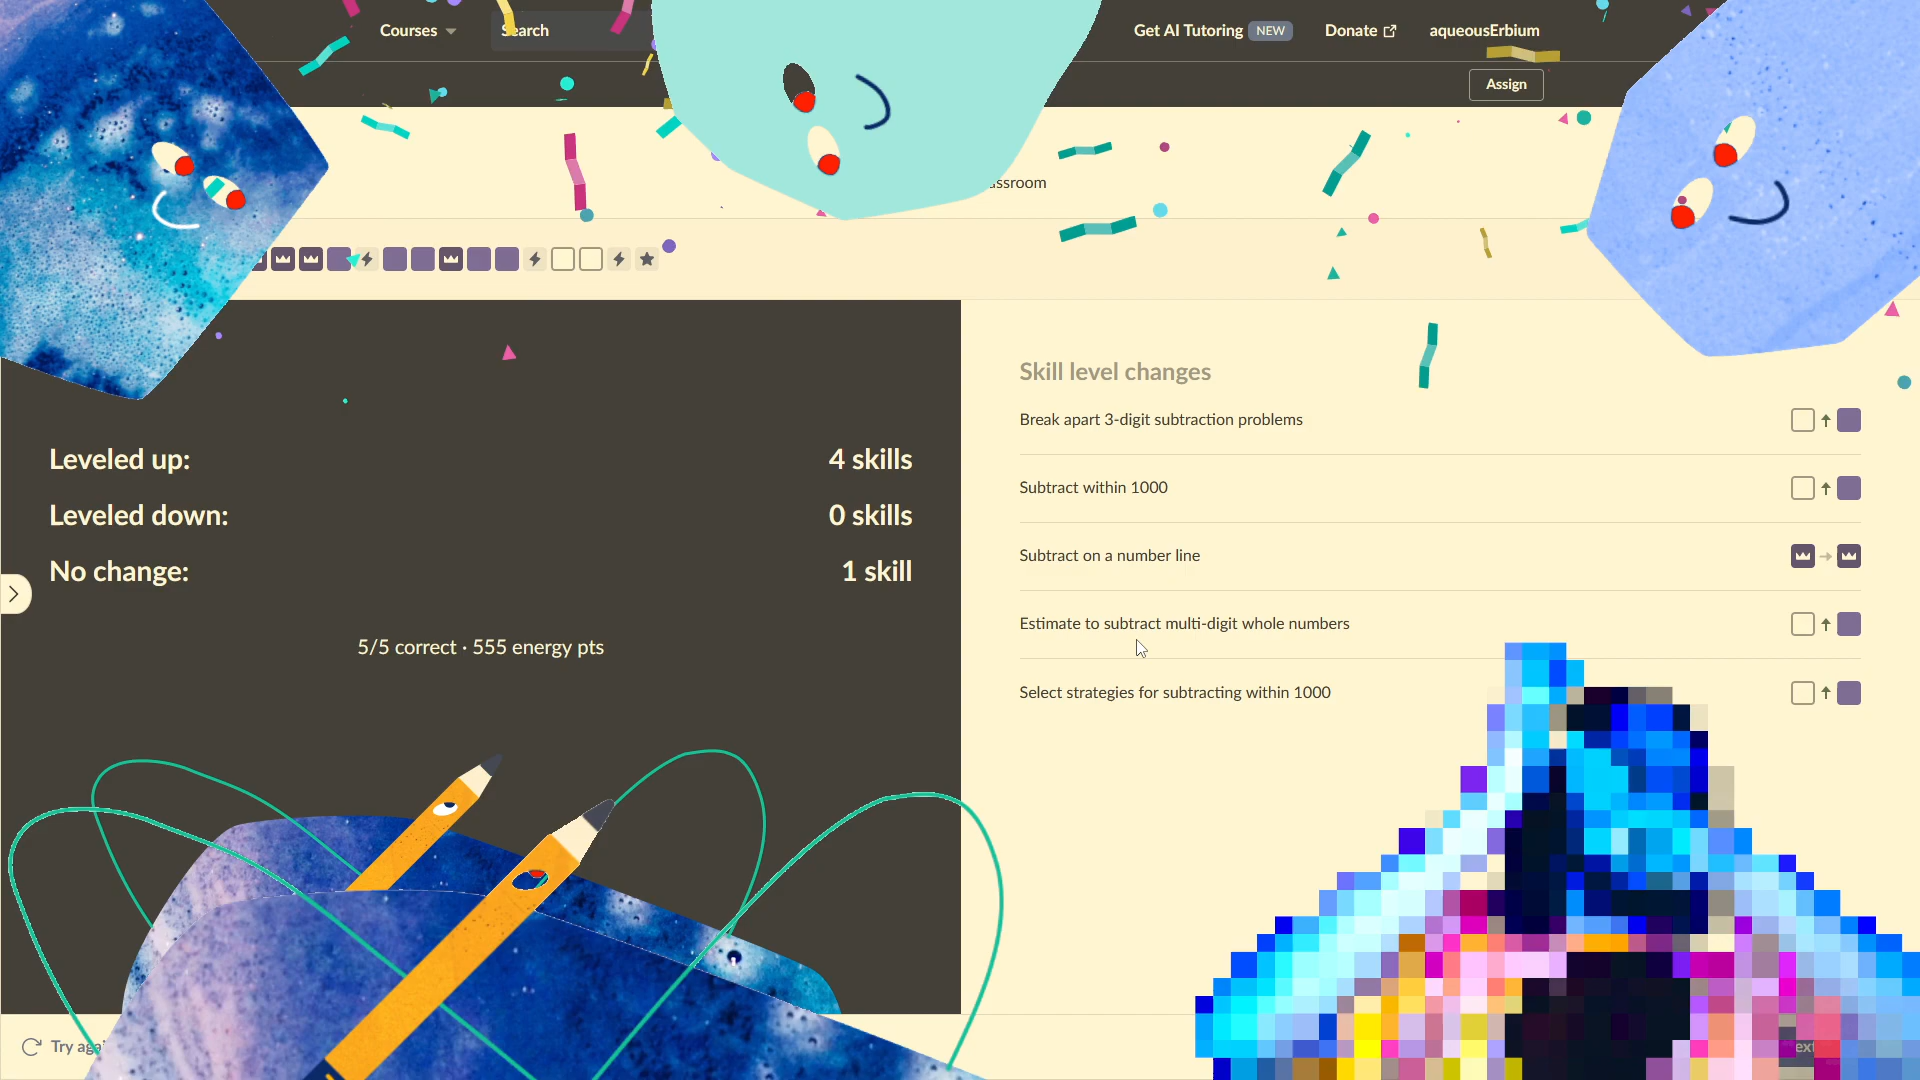 Courses
Search
Get AI Tutoring NEW
Donate
aqueousErbium
Assign
Leveled up: 4 skills
Leveled down: 0 skills
No change: 1 skill
5/5 correct · 555 energy pts
Skill level changes
Break apart 3-digit subtraction problems
Subtract within 1000
Subtract on a number line
Estimate to subtract multi-digit whole numbers
Select strategies for subtracting within 1000
Try